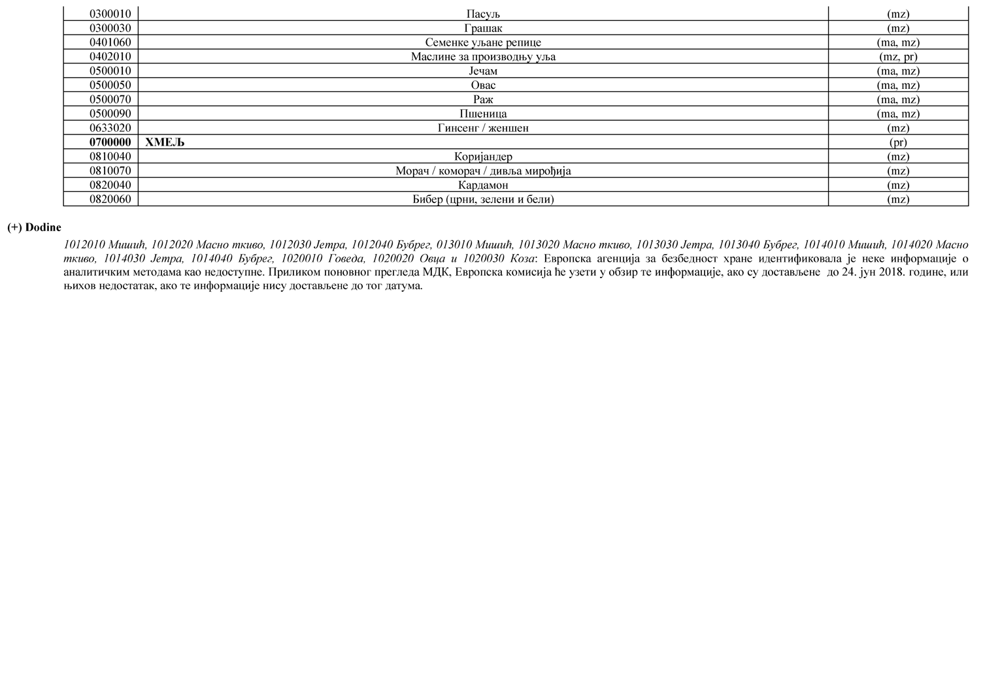 0300010 Пасуљ (mz)
0300030 Грашак (mz)
0401060 Семенке уљане репице (ma, mz)
0402010 Маслине за производњу уља (mz, pr)
0500010 Јечам (ma, mz)
0500050 Овас (ma, mz)
0500070 Раж (ma, mz)
0500090 Пшеница (ma, mz)
0633020 Гинсенг / женшен (mz)
0700000 ХМЕЉ (pr)
0810040 Коријандер (mz)
0810070 Морач / коморач / дивља мирођија (mz)
0820040 Кардамон (mz)
0820060 Бибер (црни, зелени и бели) (mz)
(+) Dodine
1012010 Мишић, 1012020 Масно ткиво, 1012030 Јетра, 1012040 Бубрег, 013010 Мишић, 1013020 Масно ткиво, 1013030 Јетра, 1013040 Бубрег, 1014010 Мишић, 1014020 Масно
ткиво, 1014030 Јетра, 1014040 Бубрег, 1020010 Говеда, 1020020 Овца и 1020030 Коза: Европска агенција за безбедност хране идентификовала је неке информације о
аналитичким методама као недоступне. Приликом поновног прегледа МДК, Европска комисија ће узети у обзир те информације, ако су достављене до 24. јун 2018. године, или
њихов недостатак, ако те информације нису достављене до тог датума.